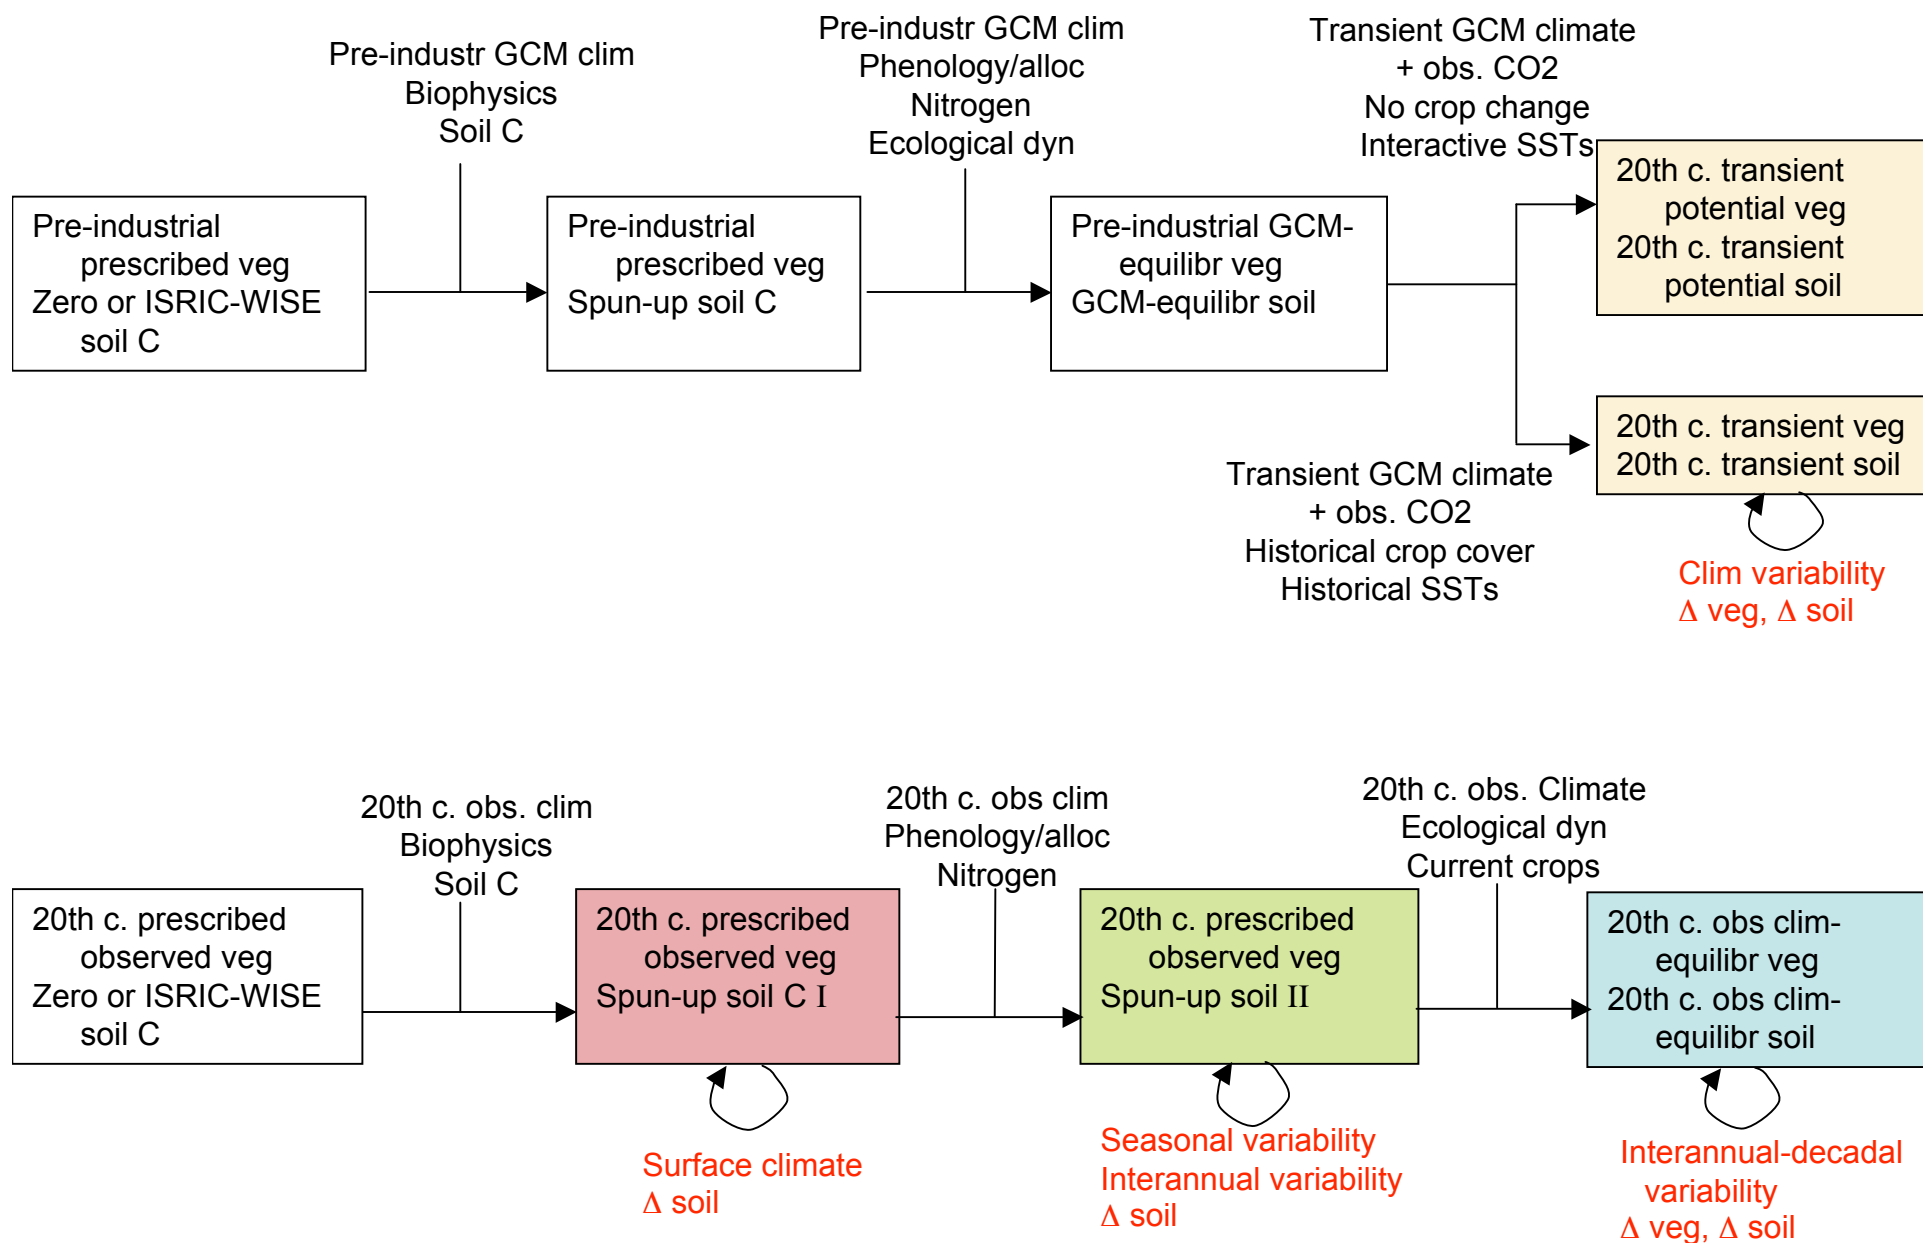 Pre-industr GCM clim
Biophysics
Soil C
Pre-industr GCM clim
Phenology/alloc
Nitrogen
Ecological dyn
Transient GCM climate
+ obs. CO2
No crop change
Interactive SSTs
Pre-industrial
prescribed veg
Zero or ISRIC-WISE
soil C
Pre-industrial
prescribed veg
Spun-up soil C
Pre-industrial GCM-
equilibr veg
GCM-equilibr soil
20th c. transient
potential veg
20th c. transient
potential soil
20th c. transient veg
20th c. transient soil
Transient GCM climate
+ obs. CO2
Historical crop cover
Historical SSTs
Clim variability
Δ veg, Δ soil
20th c. obs. clim
Biophysics
Soil C
20th c. obs clim
Phenology/alloc
Nitrogen
20th c. obs. Climate
Ecological dyn
Current crops
20th c. prescribed
observed veg
Zero or ISRIC-WISE
soil C
20th c. prescribed
observed veg
Spun-up soil C I
20th c. prescribed
observed veg
Spun-up soil II
20th c. obs clim-
equilibr veg
20th c. obs clim-
equilibr soil
Surface climate
Δ soil
Seasonal variability
Interannual variability
Δ soil
Interannual-decadal
variability
Δ veg, Δ soil